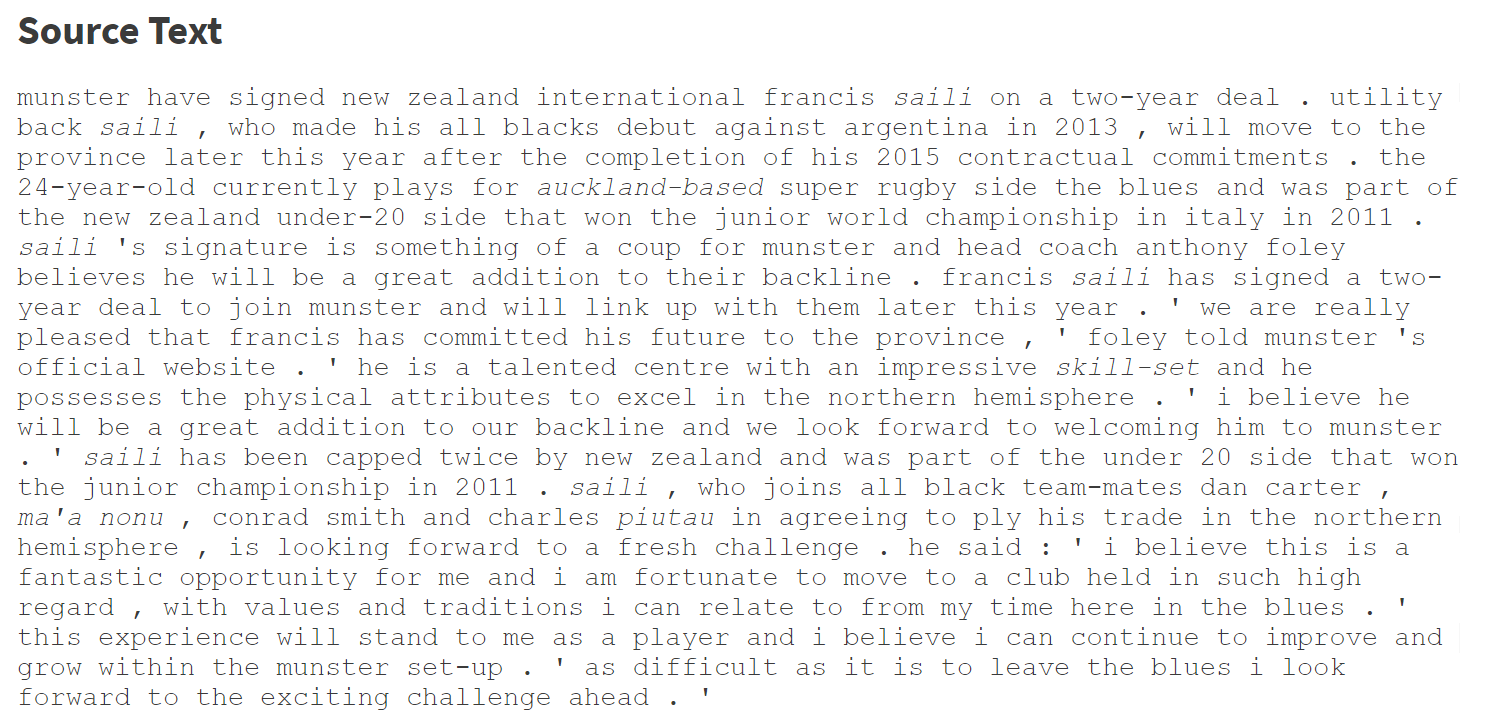 Source Text
munster have signed new zealand international francis saili on a two-year deal . utility
back saili , who made his all blacks debut against argentina in 2013 , will move to the
province later this year after the completion of his 2015 contractual commitments . the
24-year-old currently plays for auckland-based super rugby side the blues and was part of
the new zealand under-20 side that won the junior world championship in italy in 2011 .
saili 's signature is something of a coup for munster and head coach anthony foley
believes he will be a great addition to their backline . francis saili has signed a two-
year deal to join munster and will link up with them later this year . ' we are really
pleased that francis has committed his future to the province , ' foley told munster 's
official website . ' he is a talented centre with an impressive skill-set and he
possesses the physical attributes to excel in the northern hemisphere . ' i believe he
will be a great addition to our backline and we look forward to welcoming him to munster
. ' saili has been capped twice by new zealand and was part of the under 20 side that won
the junior championship in 2011 . saili , who joins all black team-mates dan carter ,
ma'a nonu , conrad smith and charles piutau in agreeing to ply his trade in the northern
hemisphere , is looking forward to a fresh challenge . he said : ' i believe this is a
fantastic opportunity for me and i am fortunate to move to a club held in such high
regard , with values and traditions i can relate to from my time here in the blues . '
this experience will stand to me as a player and i believe i can continue to improve and
grow within the munster set-up . ' as difficult as it is to leave the blues i look
forward to the exciting challenge ahead . '